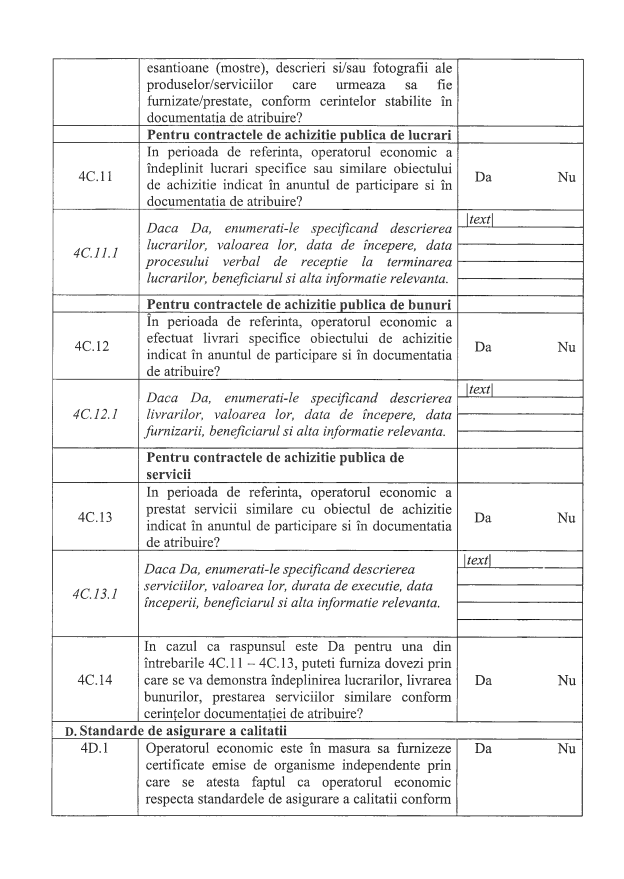 esantioane (mostre), descrieri si/sau fotografii ale
produselor/serviciilor care urmeaza sa fie
furnizate/prestate, conform cerintelor stabilite în
documentatia de atribuire?
Pentru contractele de achizitie publica de lucrari
4C.11
In perioada de referinta, operatorul economic a
îndeplinit lucrari specifice sau similare obiectului
de achizitie indicat în anuntul de participare si în
documentatia de atribuire?
Da Nu
4C.11.1
Daca Da, enumerati-le specificand descrierea
lucrarilor, valoarea lor, data de începere, data
procesului verbal de receptie la terminarea
lucrarilor, beneficiarul si alta informatie relevanta.
|text|
Pentru contractele de achizitie publica de bunuri
4C.12
În perioada de referinta, operatorul economic a
efectuat livrari specifice obiectului de achizitie
indicat în anuntul de participare si în documentatia
de atribuire?
Da Nu
4C.12.1
Daca Da, enumerati-le specificand descrierea
livrarilor, valoarea lor, data de începere, data
furnizarii, beneficiarul si alta informatie relevanta.
|text|
Pentru contractele de achizitie publica de
servicii
4C.13
In perioada de referinta, operatorul economic a
prestat servicii similare cu obiectul de achizitie
indicat în anuntul de participare si în documentatia
de atribuire?
Da Nu
4C.13.1
Daca Da, enumerati-le specificand descrierea
serviciilor, valoarea lor, durata de executie, data
începerii, beneficiarul si alta informatie relevanta.
|text|
4C.14
In cazul ca raspunsul este Da pentru una din
întrebarile 4C.11 – 4C.13, puteti furniza dovezi prin
care se va demonstra îndeplinirea lucrarilor, livrarea
bunurilor, prestarea serviciilor similare conform
cerințelor documentației de atribuire?
Da Nu
D. Standarde de asigurare a calitatii
4D.1
Operatorul economic este în masura sa furnizeze
certificate emise de organisme independente prin
care se atesta faptul ca operatorul economic
respecta standardele de asigurare a calitatii conform
Da Nu